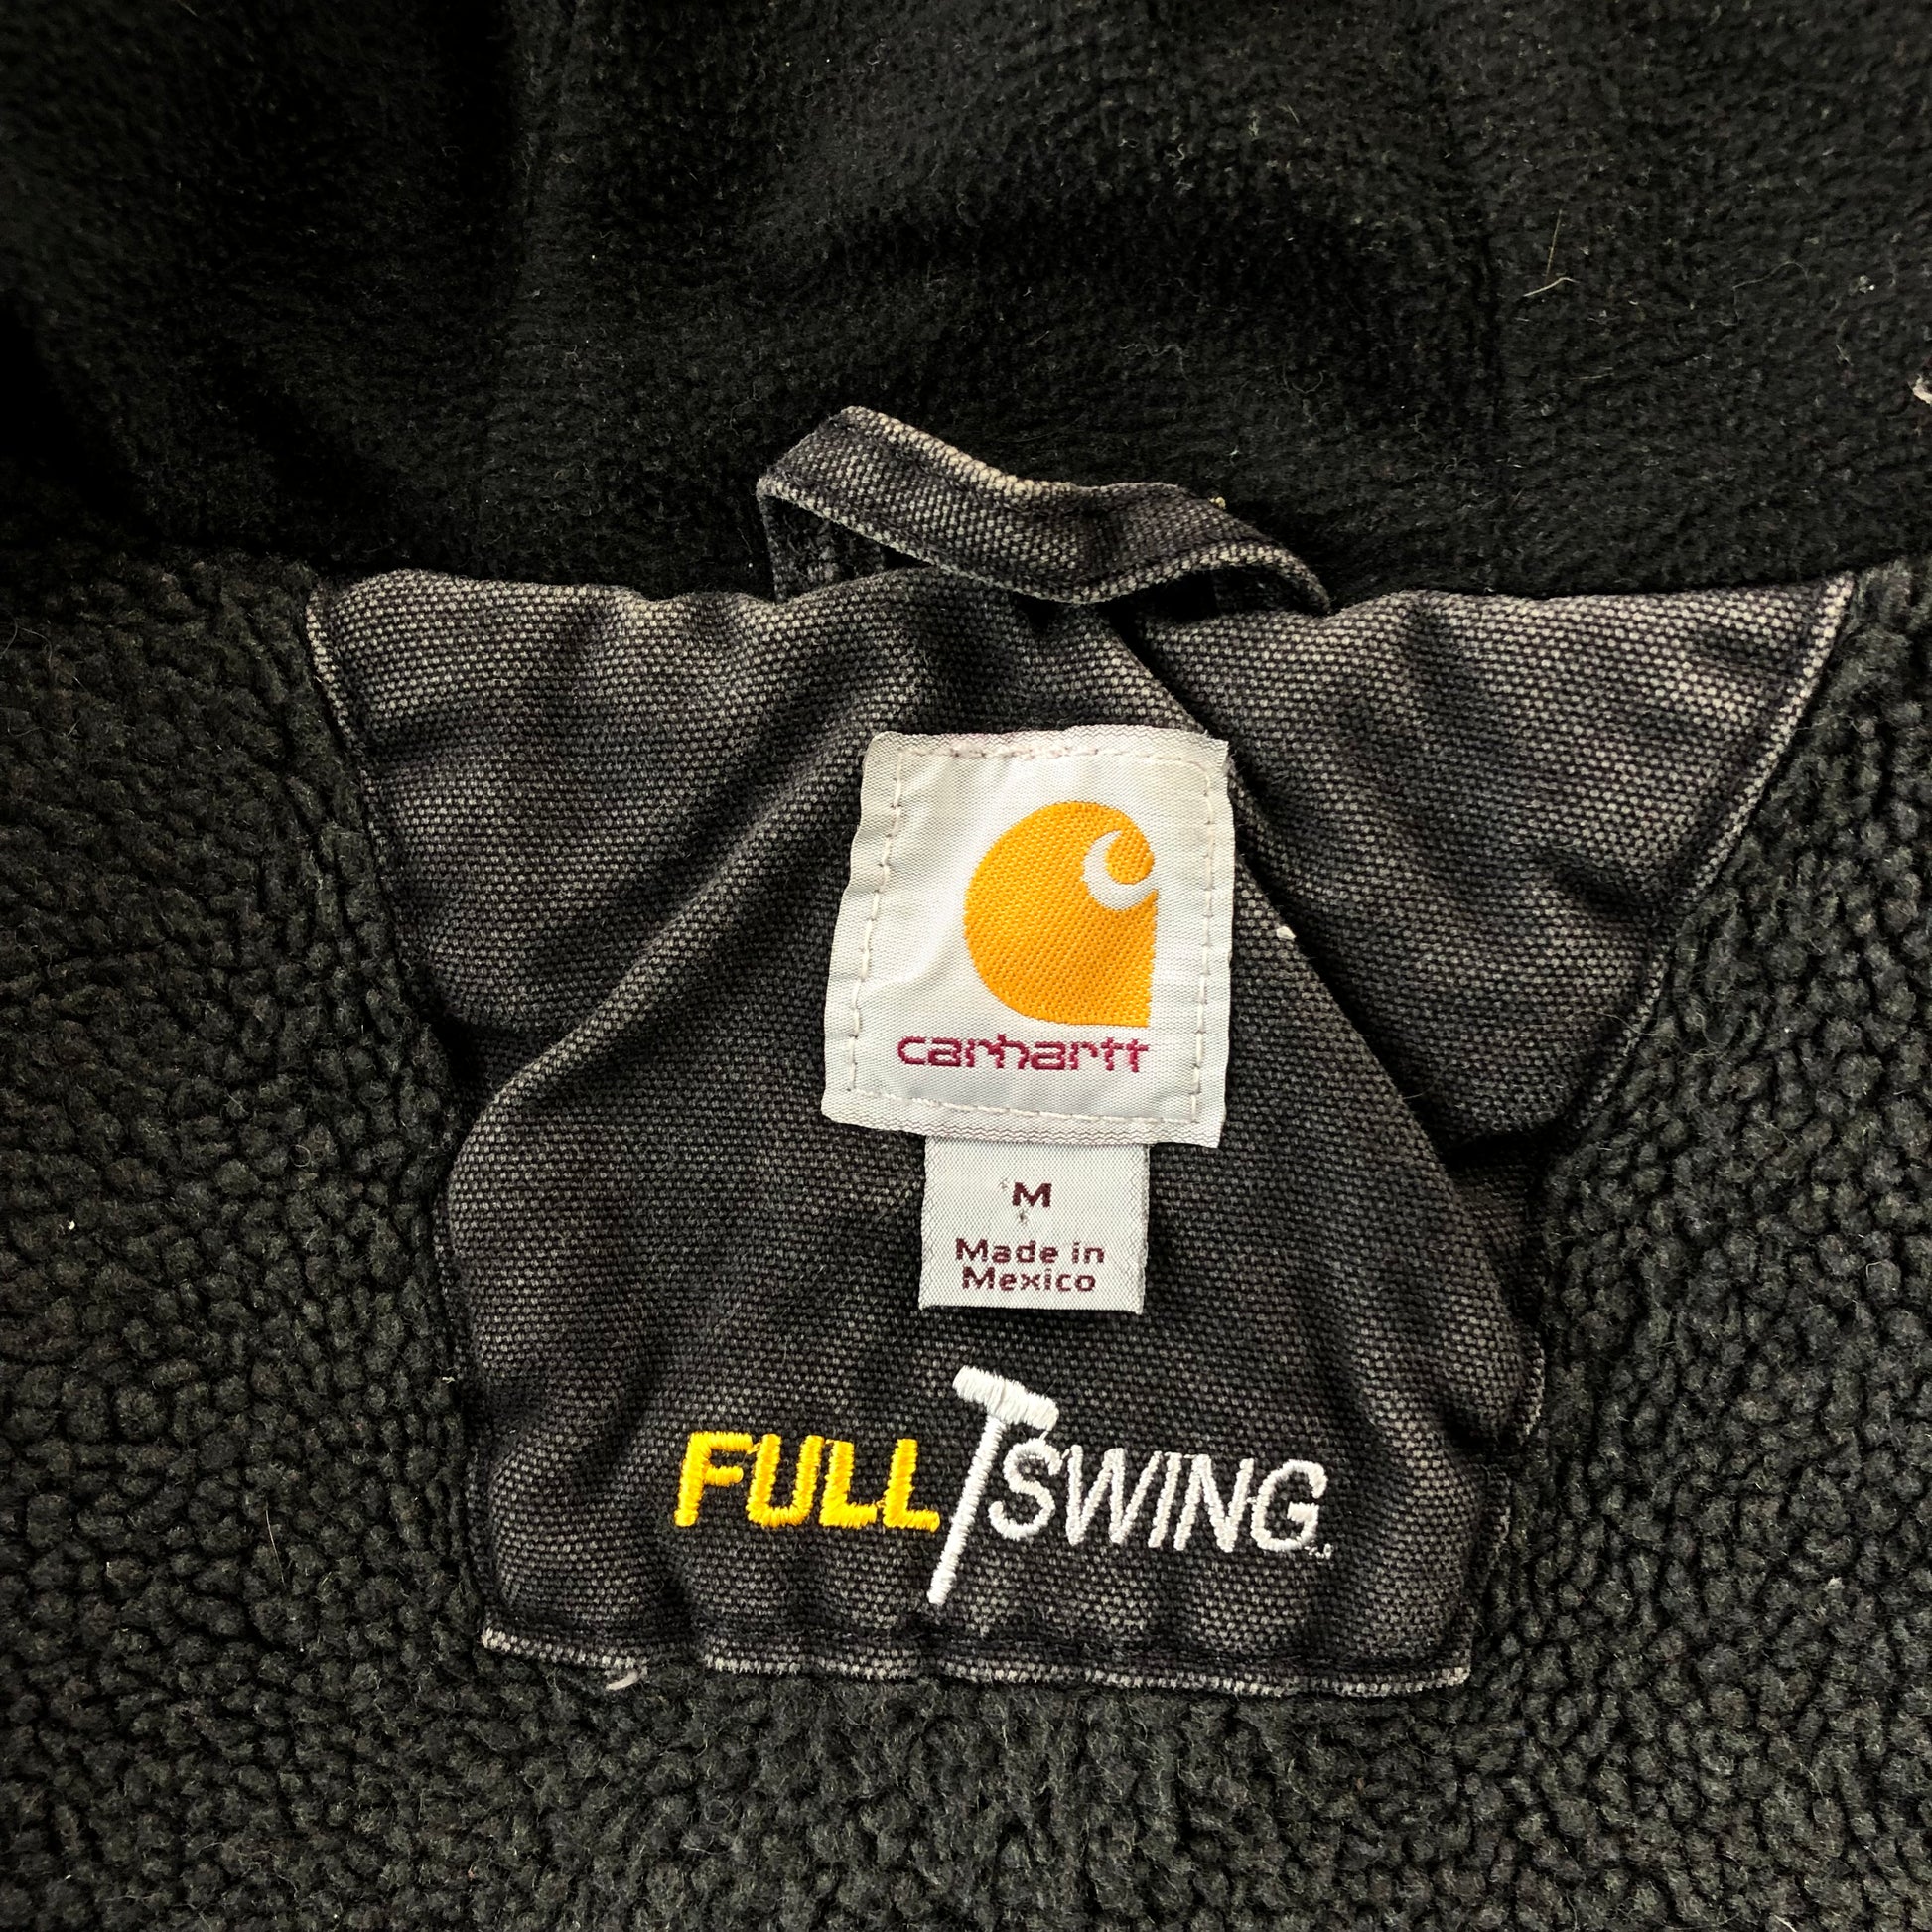 carhartt
M
Made in
Mexico
FULL SWING